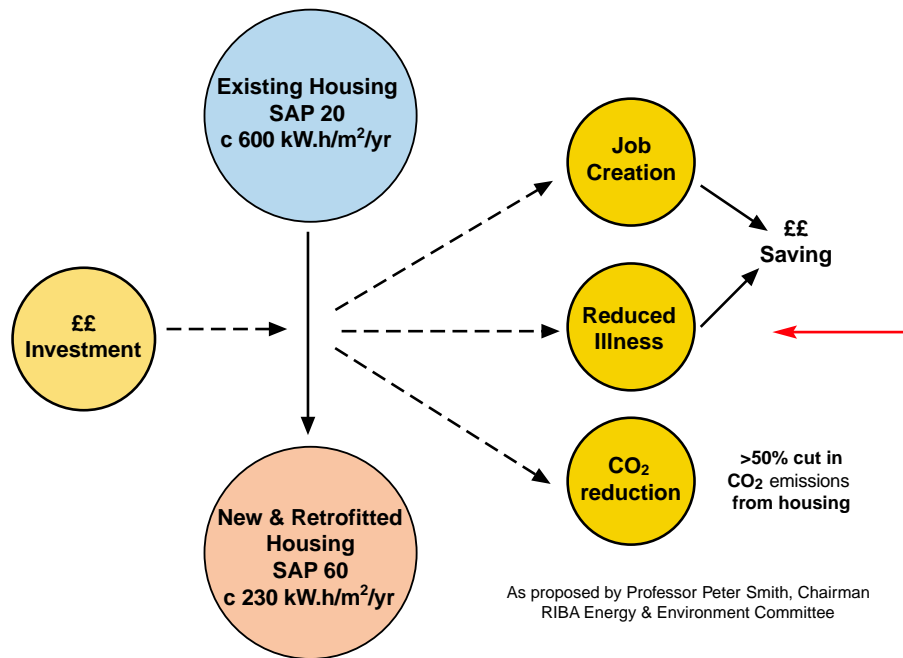 Existing Housing
SAP 20
c 600 kW.h/m²/yr
Job
Creation
££
Saving
££
Investment
Reduced
Illness
CO₂
reduction
>50% cut in
CO₂ emissions
from housing
New & Retrofitted
Housing
SAP 60
c 230 kW.h/m²/yr
As proposed by Professor Peter Smith, Chairman
RIBA Energy & Environment Committee